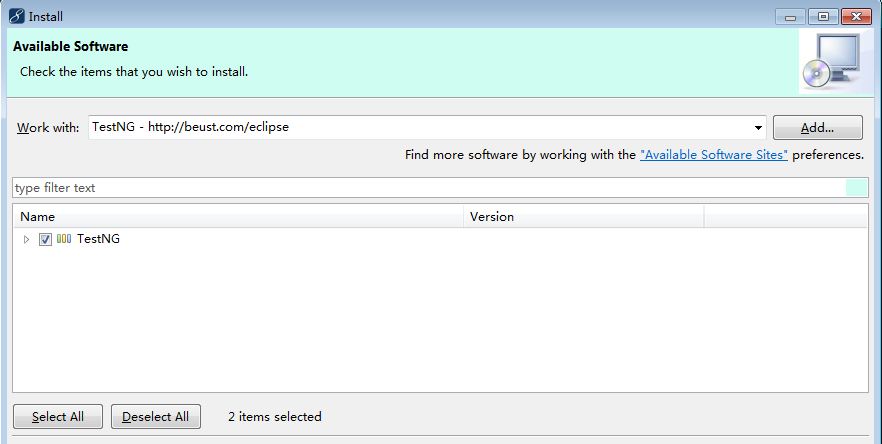 Install
Available Software
Check the items that you wish to install.
Work with: TestNG - http://beust.com/eclipse Add...
Find more software by working with the "Available Software Sites" preferences.
type filter text
Name Version
TestNG
Select All Deselect All 2 items selected